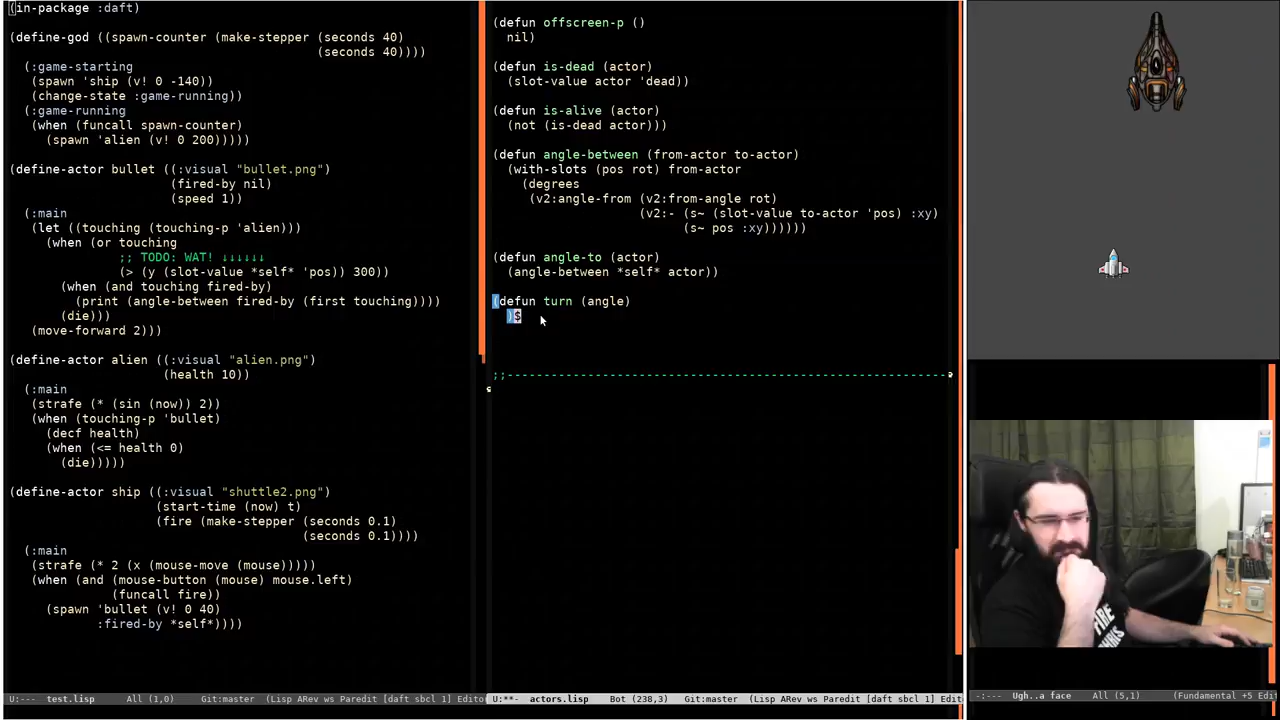 (in-package :daft)
(define-god ((spawn-counter (make-stepper (seconds 40)
(seconds 40))))
(:game-starting
(spawn 'ship (v! 0 -140))
(change-state :game-running))
(:game-running
(when (funcall spawn-counter)
(spawn 'alien (v! 0 200)))))
(define-actor bullet ((:visual "bullet.png")
(fired-by nil)
(speed 1))
(:main
(let ((touching (touching-p 'alien)))
(when (or touching
;; TODO: WAT! ↓↓↓↓↓↓
(> (y (slot-value *self* 'pos)) 300))
(when (and touching fired-by)
(print (angle-between fired-by (first touching))))
(die)))
(move-forward 2)))
(define-actor alien ((:visual "alien.png")
(health 10))
(:main
(strafe (* (sin (now)) 2))
(when (touching-p 'bullet)
(decf health)
(when (<= health 0)
(die)))))
(define-actor ship ((:visual "shuttle2.png")
(start-time (now) t)
(fire (make-stepper (seconds 0.1)
(seconds 0.1))))
(:main
(strafe (* 2 (x (mouse-move (mouse)))))
(when (and (mouse-button (mouse) mouse.left)
(funcall fire))
(spawn 'bullet (v! 0 40)
:fired-by *self*))))
U:--- test.lisp All (1,0) Git:master (Lisp ARev Ws Paredit [daft sbcl 1] Editor
(defun offscreen-p ()
nil)
(defun is-dead (actor)
(slot-value actor 'dead))
(defun is-alive (actor)
(not (is-dead actor)))
(defun angle-between (from-actor to-actor)
(with-slots (pos rot) from-actor
(degrees
(v2:angle-from (v2:from-angle rot)
(v2:- (s~ (slot-value to-actor 'pos) :xy)
(s~ pos :xy))))))
(defun angle-to (actor)
(angle-between *self* actor))
(defun turn (angle)
)$
;;------------------------------------------------------------
U:**- actors.lisp Bot (238,3) Git:master (Lisp ARev Ws Paredit [daft sbcl 1] Editor
-:--- Ugh..a face All (5,1) (Fundamental +5 Edit